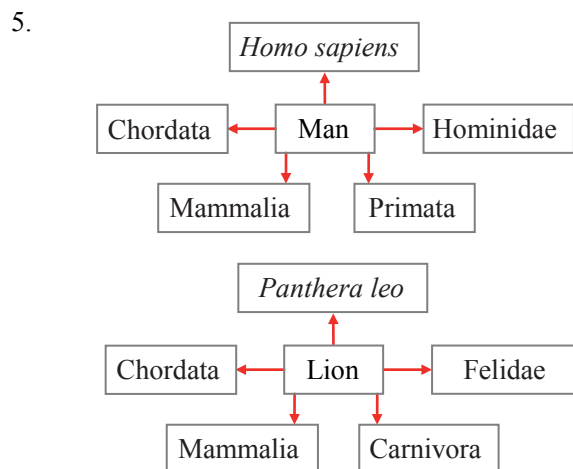 5.
Homo sapiens
Chordata Man Hominidae
Mammalia Primata
Panthera leo
Chordata Lion Felidae
Mammalia Carnivora